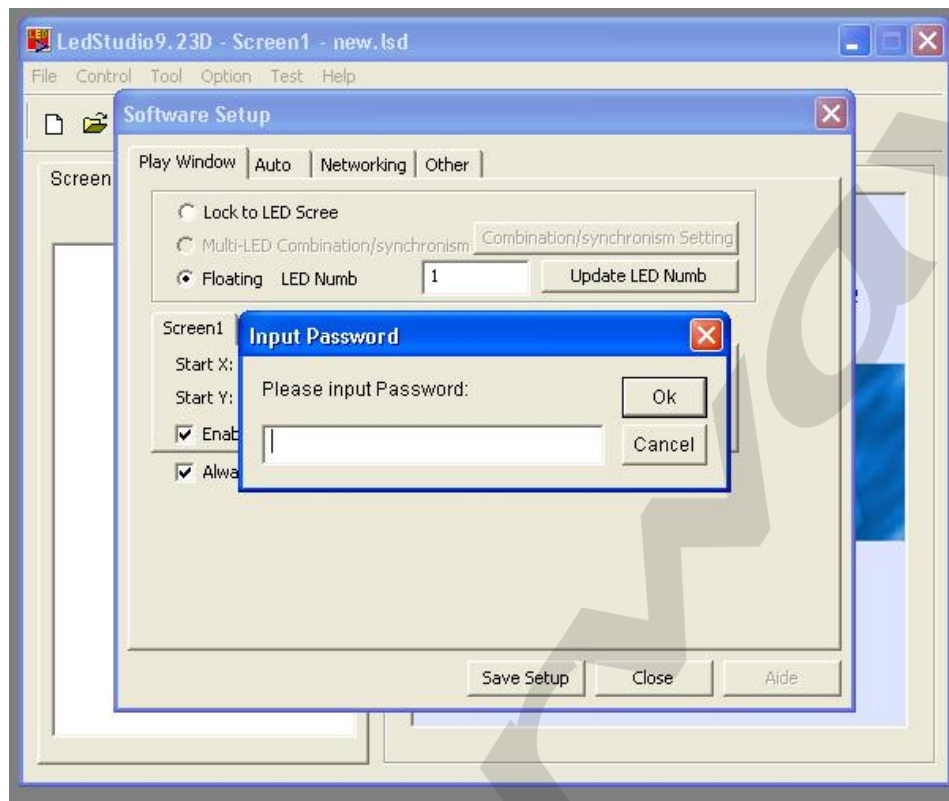 LedStudio9.23D - Screen1 - new.lsd
File Control Tool Option Test Help
Software Setup
Play Window Auto Networking Other
Screen
Lock to LED Scree
Multi-LED Combination/synchronism Combination/synchronism Setting
Floating LED Numb 1 Update LED Numb
Screen1
Input Password
Start X:
Please input Password:
Ok
Start Y:
Enab
Cancel
Alwa
Save Setup Close Aide